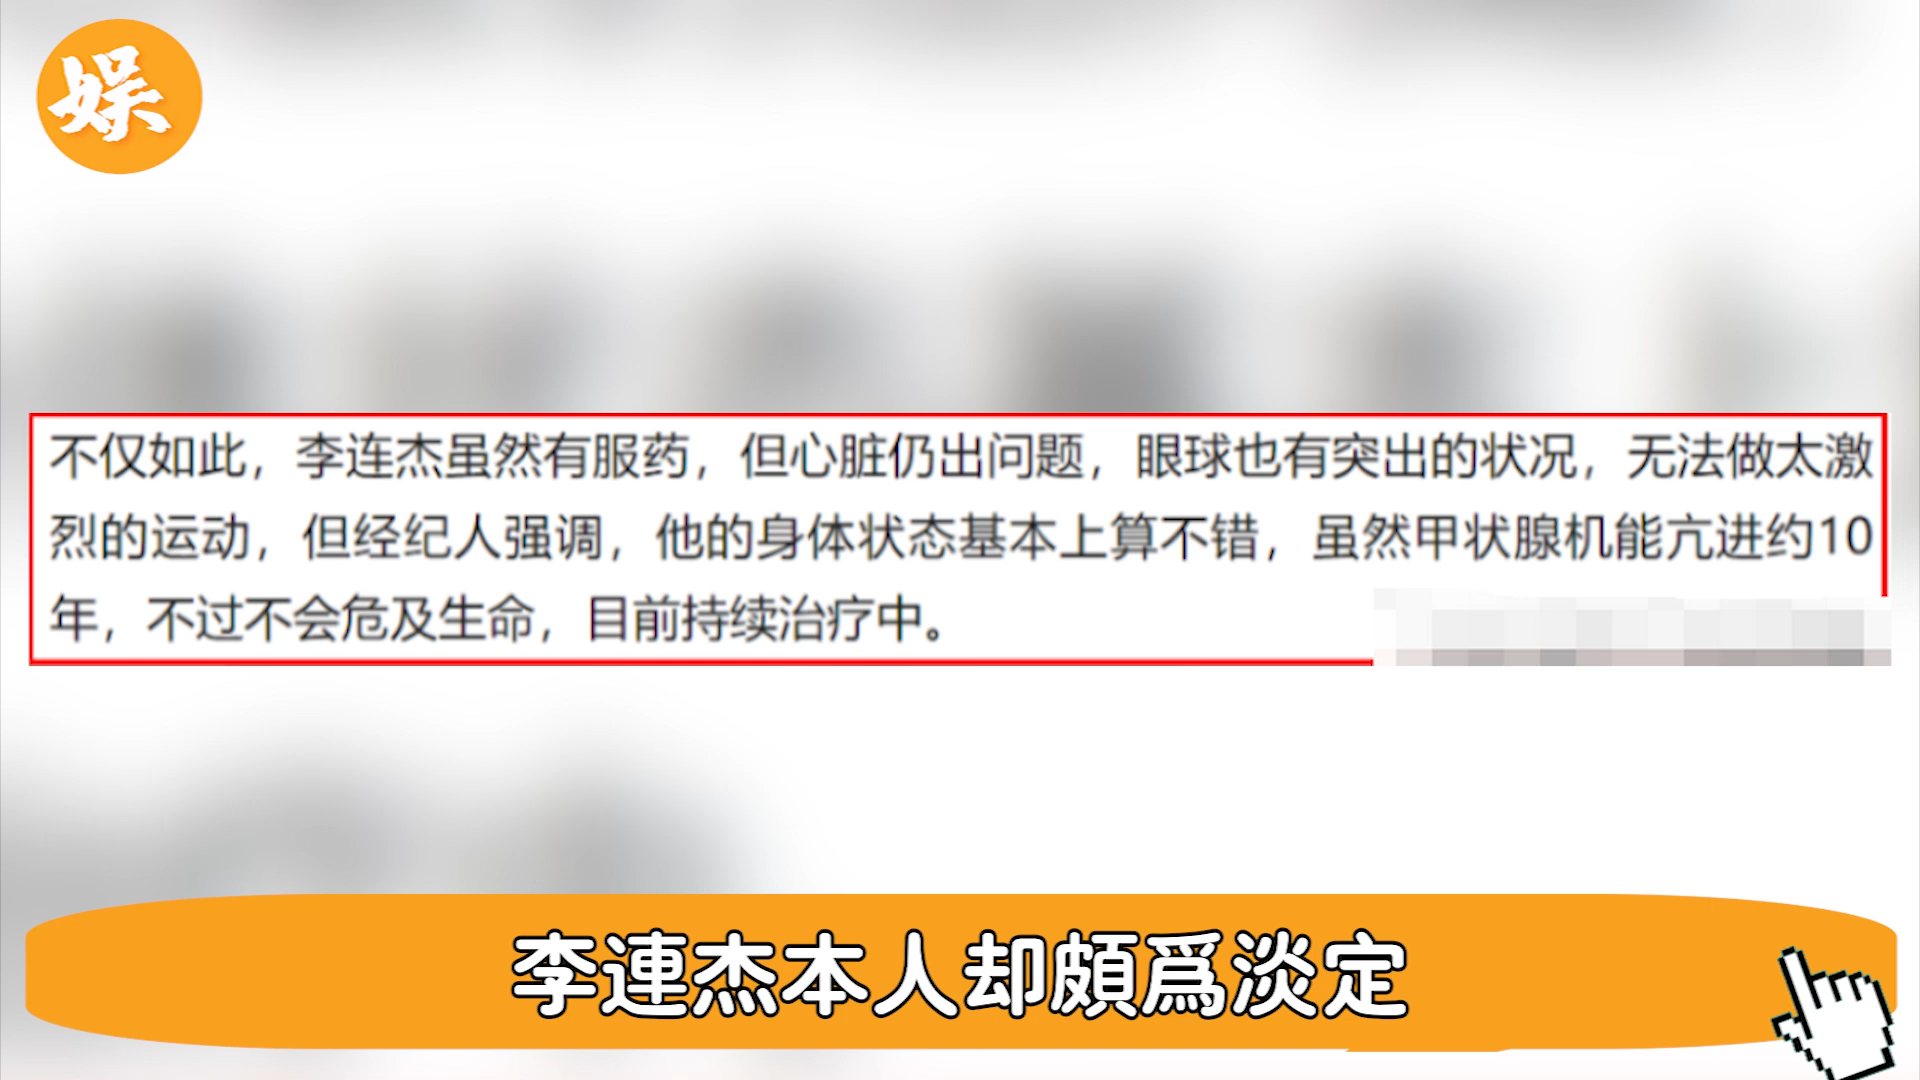 娱
不仅如此，李连杰虽然有服药，但心脏仍出问题，眼球也有突出的状况，无法做太激
烈的运动，但经纪人强调，他的身体状态基本上算不错，虽然甲状腺机能亢进约10
年，不过不会危及生命，目前持续治疗中。
李連杰本人却頗爲淡定